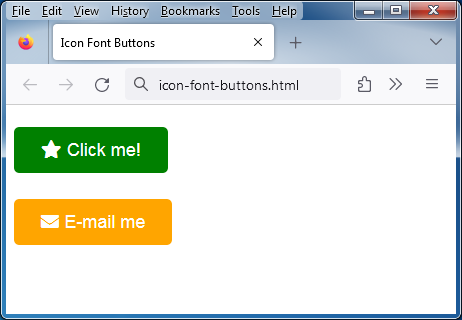 File Edit View History Bookmarks Tools Help
Icon Font Buttons
icon-font-buttons.html
Click me!
E-mail me